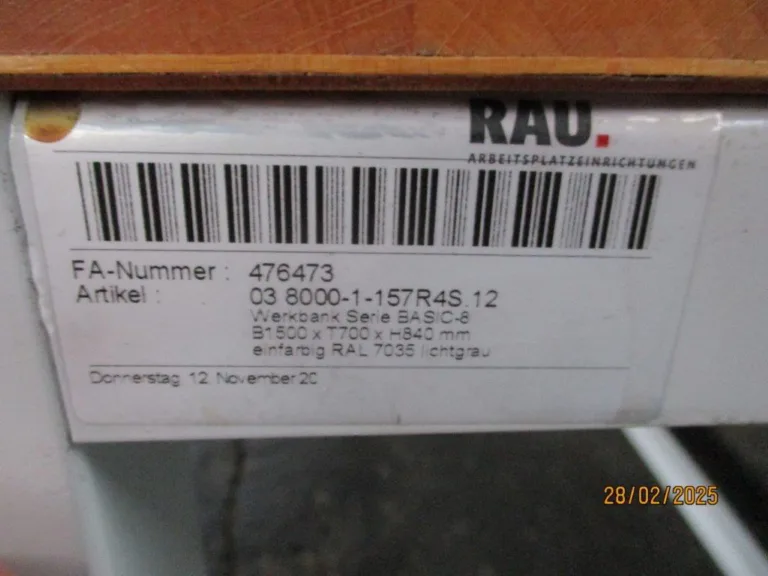 RAU.
ARBEITSPLATZEINRICHTUNGEN
FA-Nummer : 476473
Artikel : 03 8000-1-157R4S.12
Werkbank Serie BASIC-8
B1500 x T700 x H840 mm
einfarbig RAL 7035 lichtgrau
Donnerstag, 12. November 20
28/02/2025